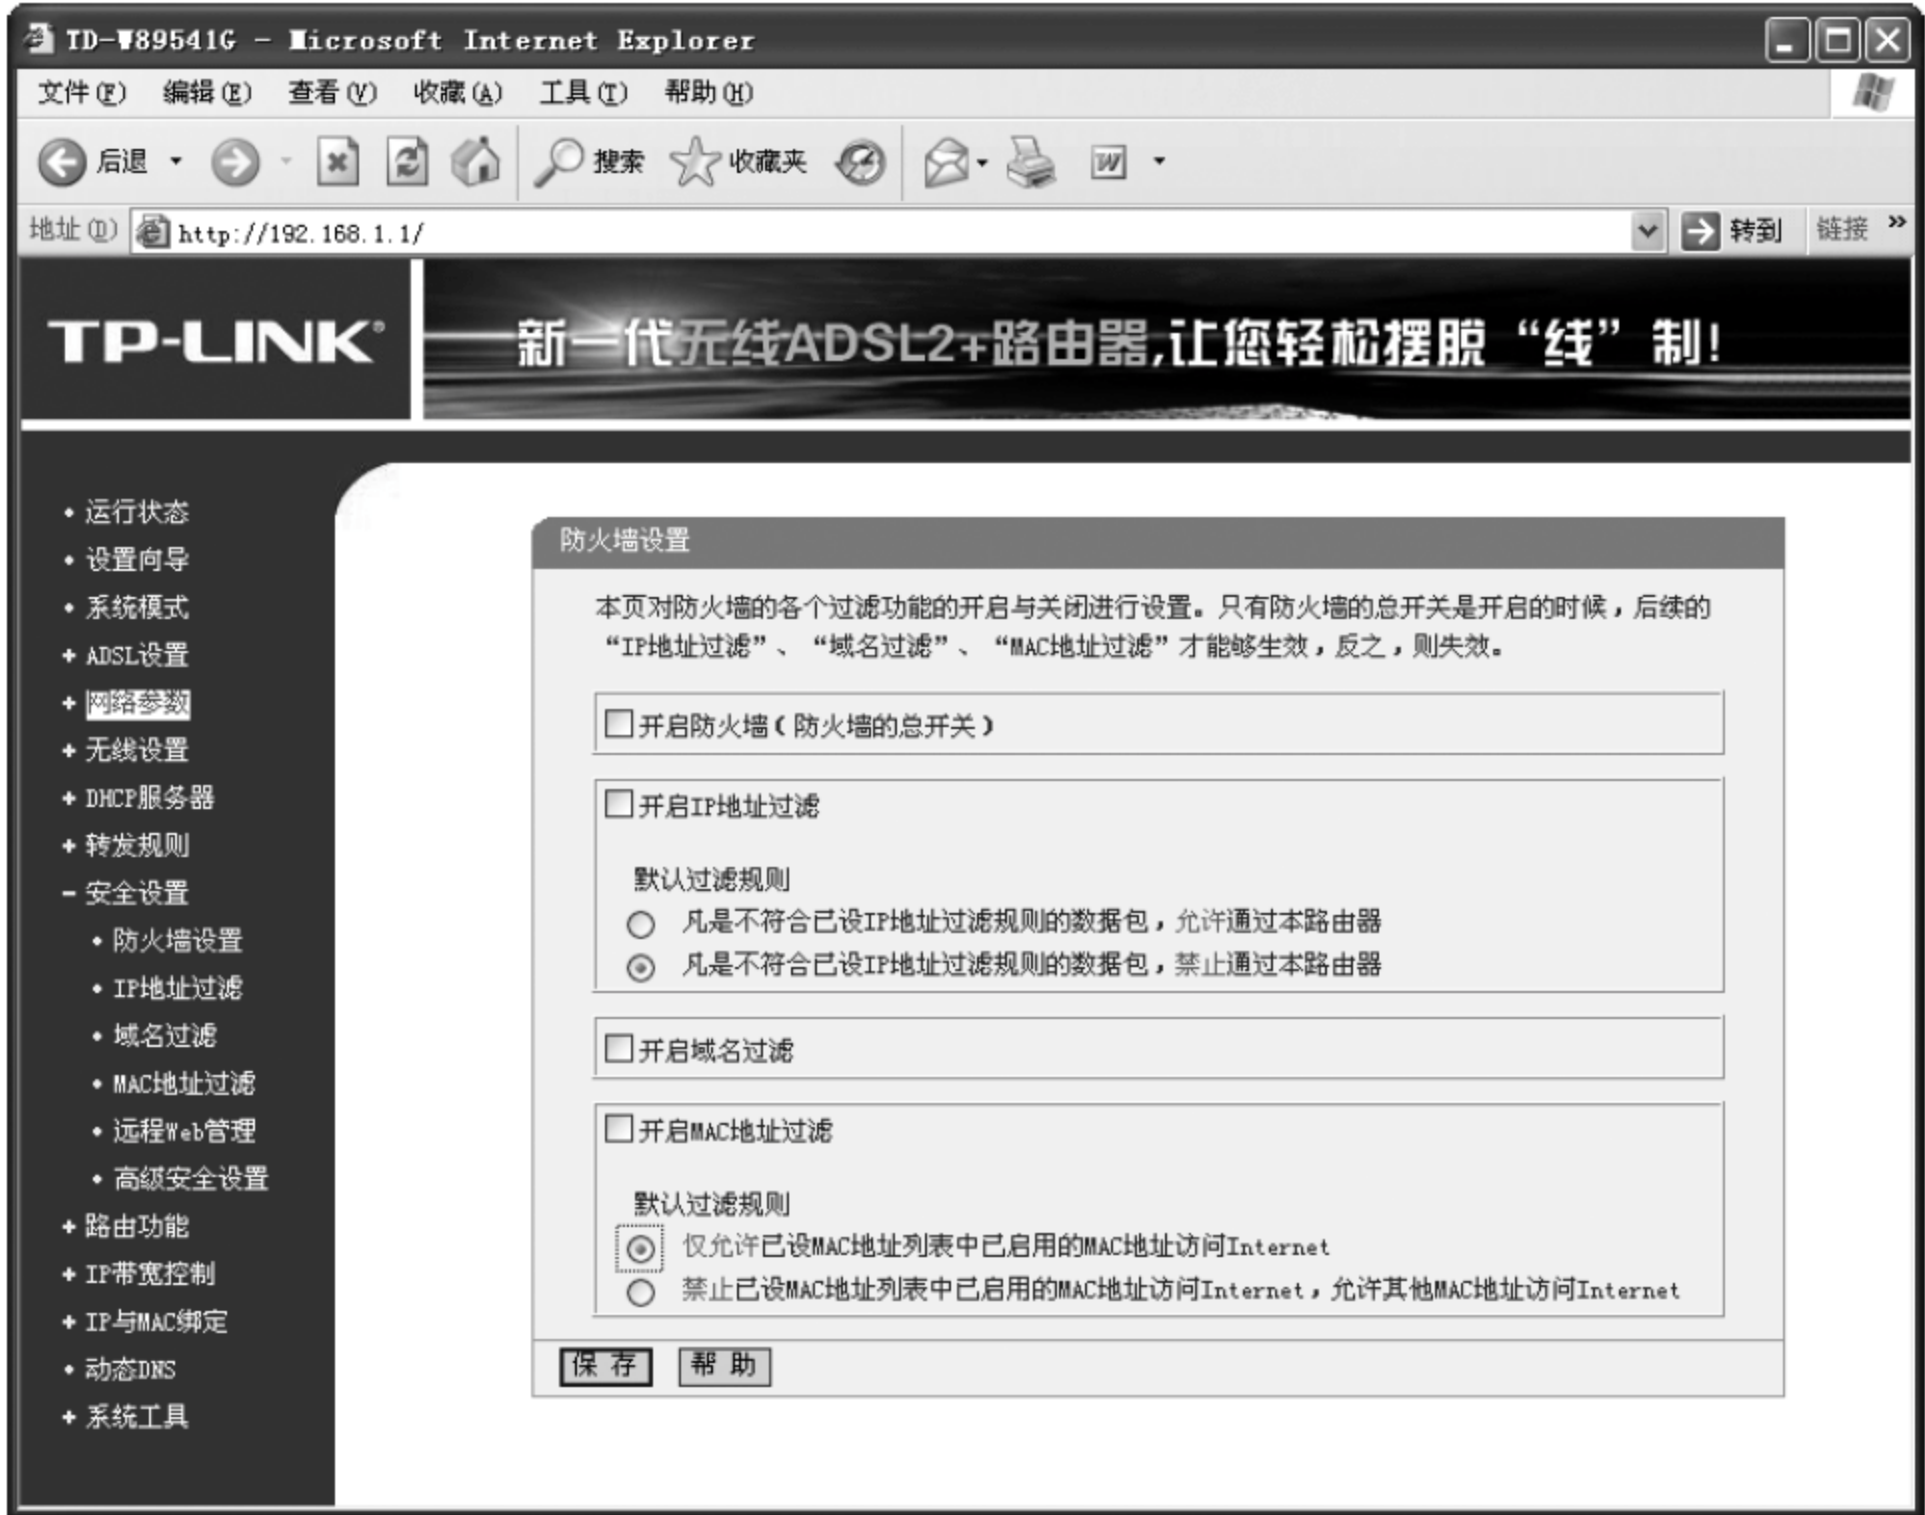 TD-W89541G - Microsoft Internet Explorer
文件(F) 编辑(E) 查看(V) 收藏(A) 工具(T) 帮助(H)
后退 搜索 收藏夹
地址(D) http://192.168.1.1/ 转到 链接 »
TP-LINK®
新一代无线ADSL2+路由器,让您轻松摆脱“线”制!
• 运行状态
• 设置向导
• 系统模式
+ ADSL设置
+ 网络参数
+ 无线设置
+ DHCP服务器
+ 转发规则
- 安全设置
• 防火墙设置
• IP地址过滤
• 域名过滤
• MAC地址过滤
• 远程Web管理
• 高级安全设置
+ 路由功能
+ IP带宽控制
+ IP与MAC绑定
• 动态DNS
+ 系统工具
防火墙设置
本页对防火墙的各个过滤功能的开启与关闭进行设置。只有防火墙的总开关是开启的时候，后续的
“IP地址过滤”、“域名过滤”、“MAC地址过滤”才能够生效，反之，则失效。
开启防火墙（防火墙的总开关）
开启IP地址过滤
默认过滤规则
凡是不符合已设IP地址过滤规则的数据包，允许通过本路由器
凡是不符合已设IP地址过滤规则的数据包，禁止通过本路由器
开启域名过滤
开启MAC地址过滤
默认过滤规则
仅允许已设MAC地址列表中已启用的MAC地址访问Internet
禁止已设MAC地址列表中已启用的MAC地址访问Internet，允许其他MAC地址访问Internet
保 存 帮 助